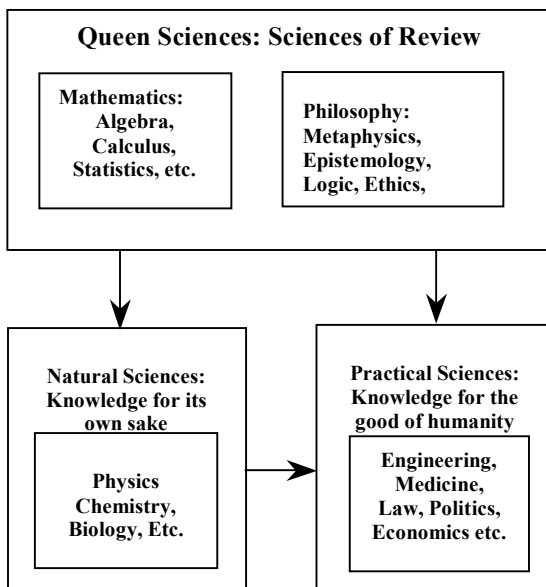 Queen Sciences: Sciences of Review
Mathematics:
Algebra,
Calculus,
Statistics, etc.
Philosophy:
Metaphysics,
Epistemology,
Logic, Ethics,
Natural Sciences:
Knowledge for its
own sake
Physics
Chemistry,
Biology, Etc.
Practical Sciences:
Knowledge for the
good of humanity
Engineering,
Medicine,
Law, Politics,
Economics etc.